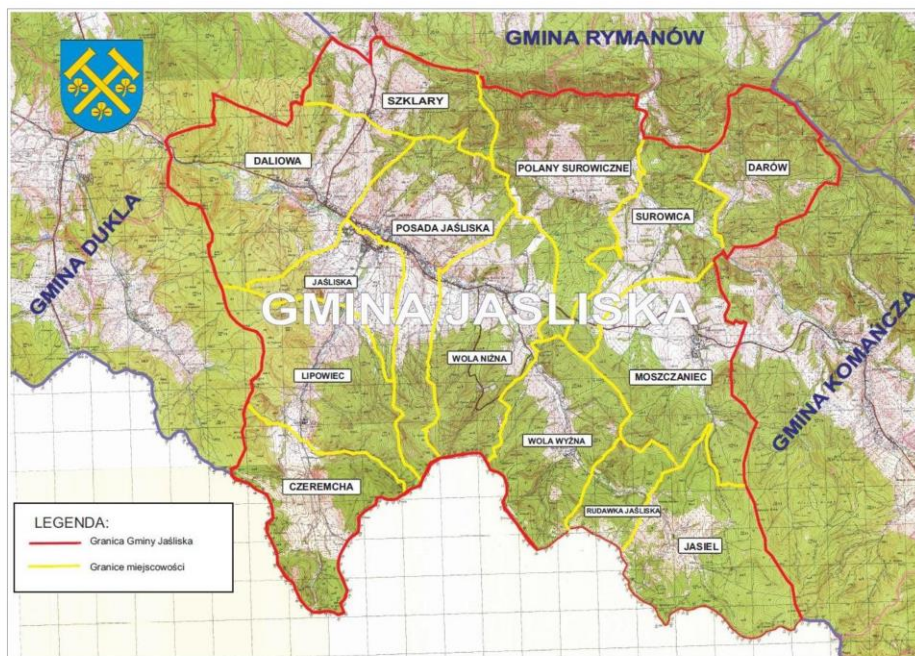 GMINA RYMANÓW
SZKLARY
DALIOWA
POLANY SUROWICZNE
DARÓW
SUROWICA
POSADA JAŚLISKA
GMINA DUKLA
JAŚLISKA
GMINA JAŚLISKA
WOLA NIŻNA
LIPOWIEC
MOSZCZANIEC
GMINA KOMAŃCZA
WOLA WYŻNA
CZEREMCHA
RUDAWKA JAŚLISKA
JASIEL
LEGENDA:
Granica Gminy Jaśliska
Granice miejscowości